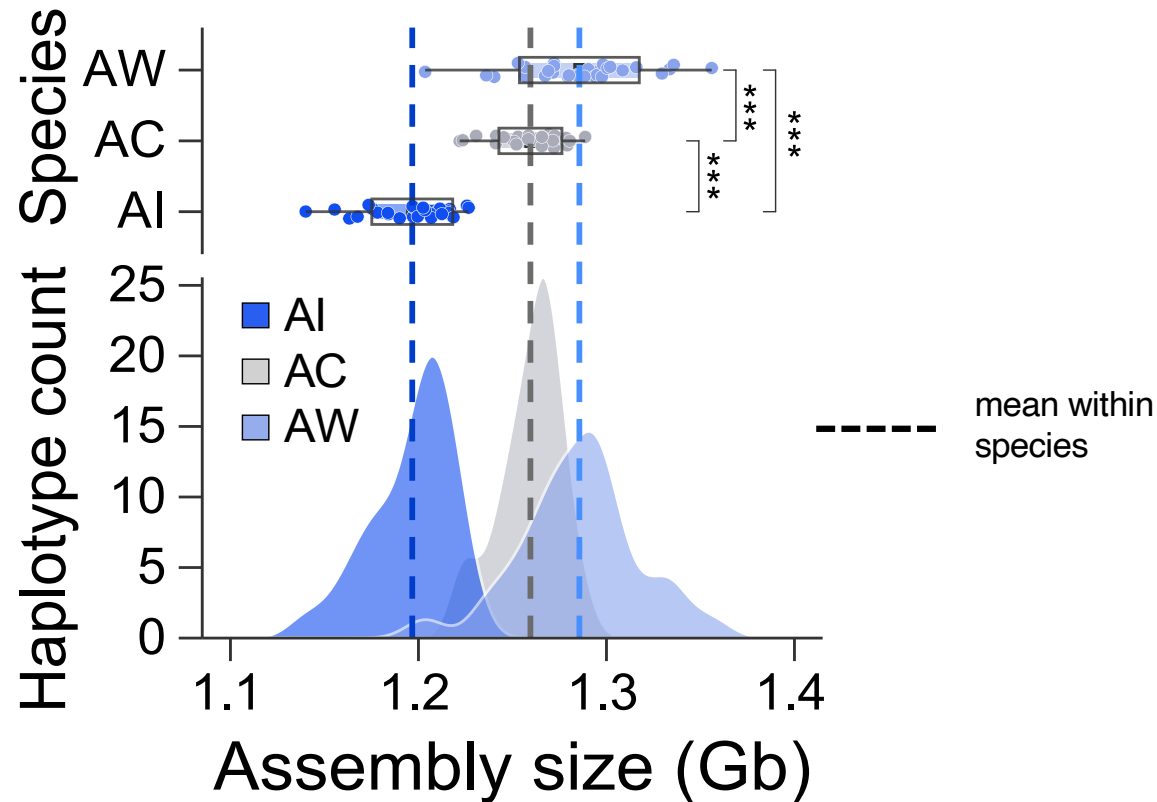 Species
AW
AC
AI
***
***
***
Haplotype count
25
20
15
10
5
0
AI
AC
AW
mean within
species
1.1
1.2
1.3
1.4
Assembly size (Gb)